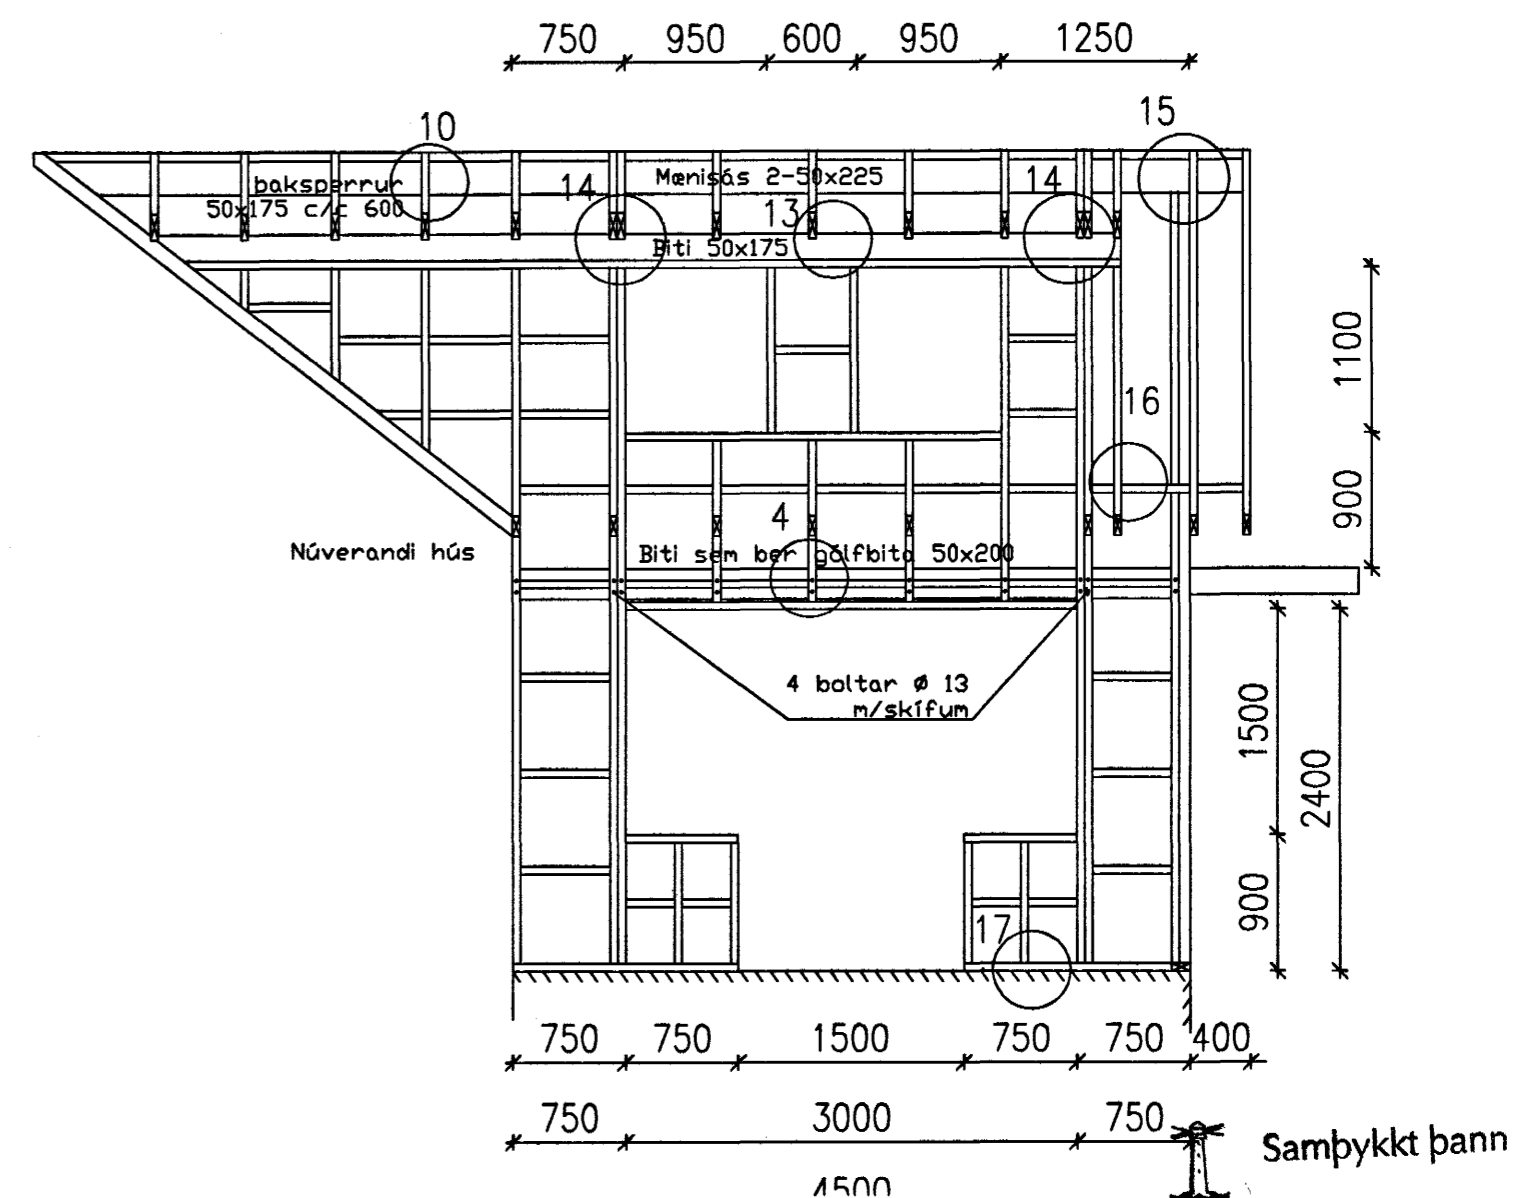 750 950 600 950 1250
10
15
baksperrur
50x175 c/c 600
14
Mænisás 2-50x225
14
13
Biti 50x175
1100
16
900
4
Núverandi hús
Biti sem ber gólfbita 50x200
4 boltar ø 13
m/skífum
1500
2400
900
17
750 750 1500 750 750 400
750 3000 750
4500
Samþykkt þann